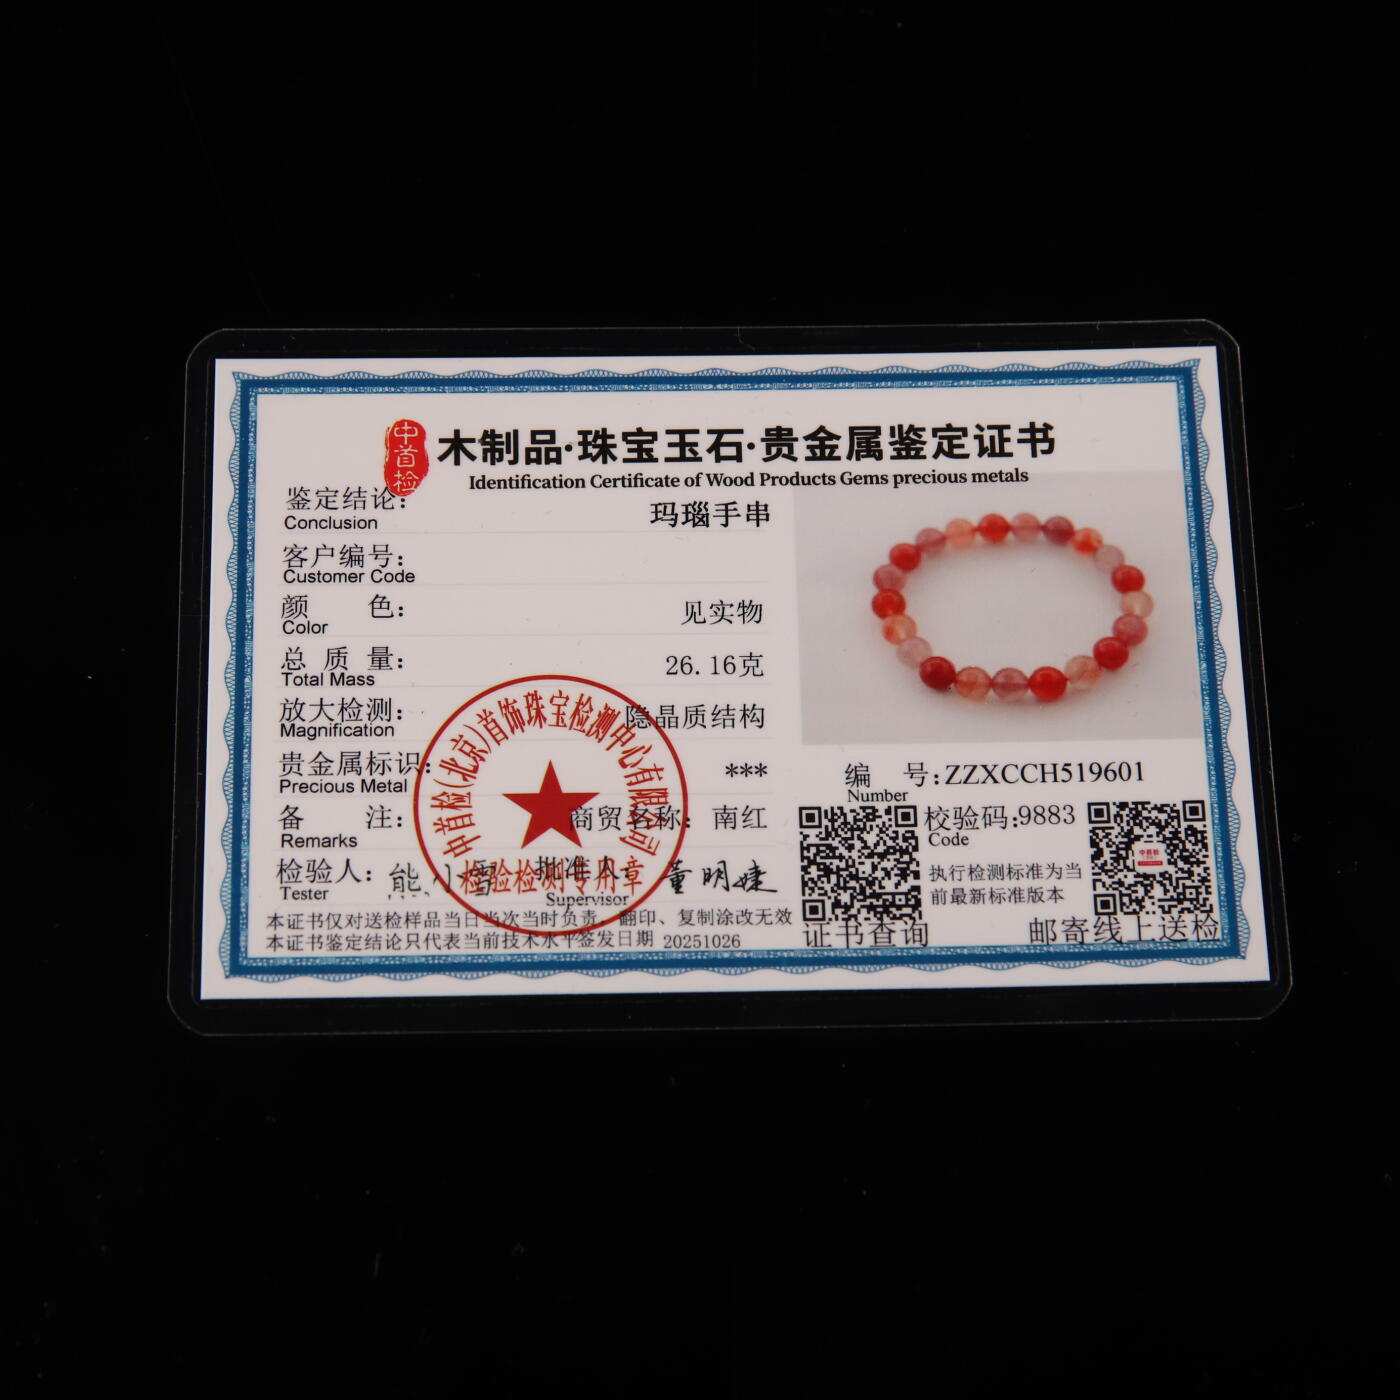 中首检
木制品·珠宝玉石·贵金属鉴定证书
Identification Certificate of Wood Products Gems precious metals
鉴定结论: 玛瑙手串
Conclusion
客户编号:
Customer Code
颜 色: 见实物
Color
总 质 量: 26.16克
Total Mass
放大检测: 隐晶质结构
Magnification
贵金属标识: ***
Precious Metal
备 注: 商贸名称: 南红
Remarks
检验人: 批准人: 董明婕
Tester Supervisor
本证书仅对送检样品当日当次当时负责, 翻印、复制涂改无效
本证书鉴定结论只代表当前技术水平签发日期 20251026
中首检(北京)首饰珠宝检测中心有限公司
检验检测专用章
编 号:ZZXCCH519601
Number
校验码:9883
Code
执行检测标准为当
前最新标准版本
证书查询
邮寄线上送检